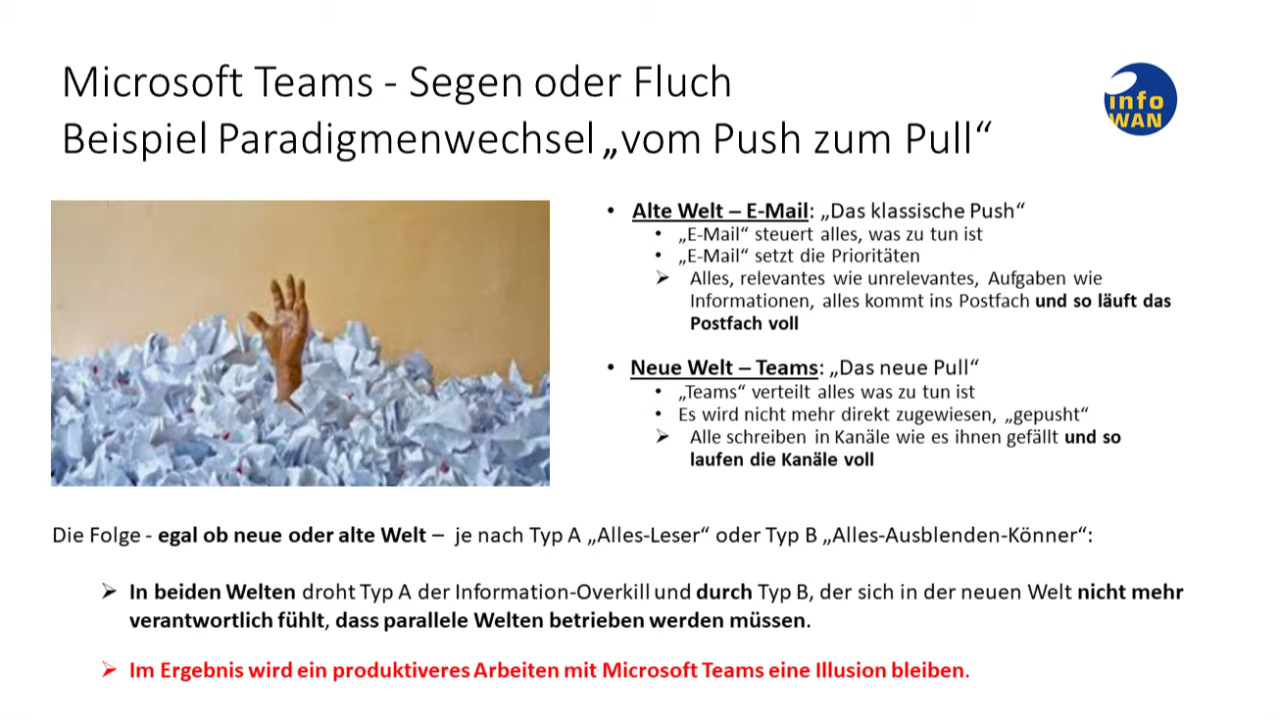 Microsoft Teams - Segen oder Fluch
Beispiel Paradigmenwechsel „vom Push zum Pull“
info
WAN
• Alte Welt – E-Mail: „Das klassische Push“
• „E-Mail“ steuert alles, was zu tun ist
• „E-Mail“ setzt die Prioritäten
➢ Alles, relevantes wie unrelevantes, Aufgaben wie
Informationen, alles kommt ins Postfach und so läuft das
Postfach voll
• Neue Welt – Teams: „Das neue Pull“
• „Teams“ verteilt alles was zu tun ist
• Es wird nicht mehr direkt zugewiesen, „gepusht“
➢ Alle schreiben in Kanäle wie es ihnen gefällt und so
laufen die Kanäle voll
Die Folge - egal ob neue oder alte Welt – je nach Typ A „Alles-Leser“ oder Typ B „Alles-Ausblenden-Könner“:
➢ In beiden Welten droht Typ A der Information-Overkill und durch Typ B, der sich in der neuen Welt nicht mehr
verantwortlich fühlt, dass parallele Welten betrieben werden müssen.
➢ Im Ergebnis wird ein produktiveres Arbeiten mit Microsoft Teams eine Illusion bleiben.